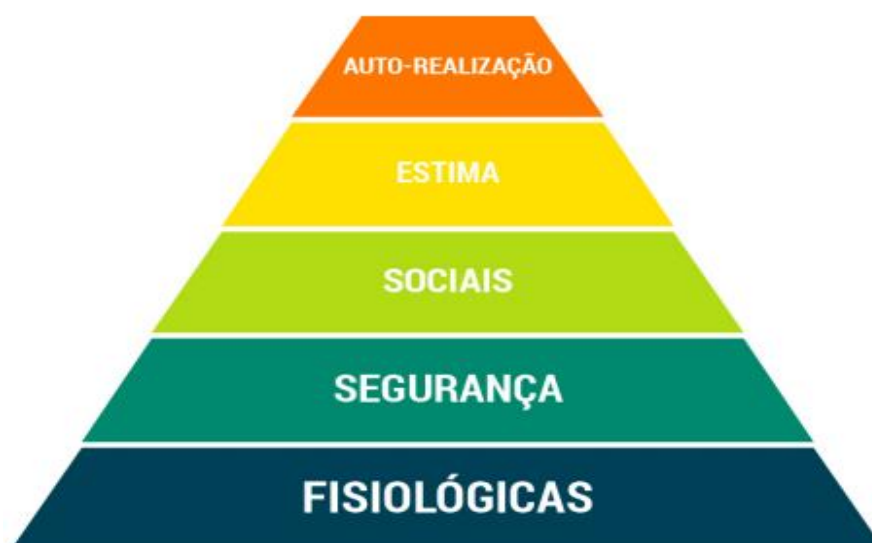 AUTO-REALIZAÇÃO
ESTIMA
SOCIAIS
SEGURANÇA
FISIOLÓGICAS